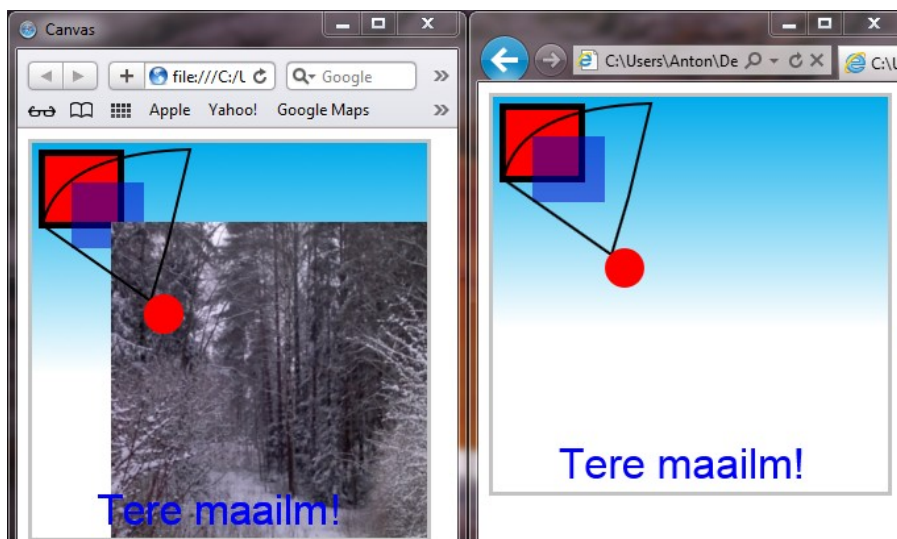 Canvas
file:///C:/L
Google
Apple Yahoo! Google Maps
Tere maailm!
C:\Users\Anton\De
C:\U
Tere maailm!